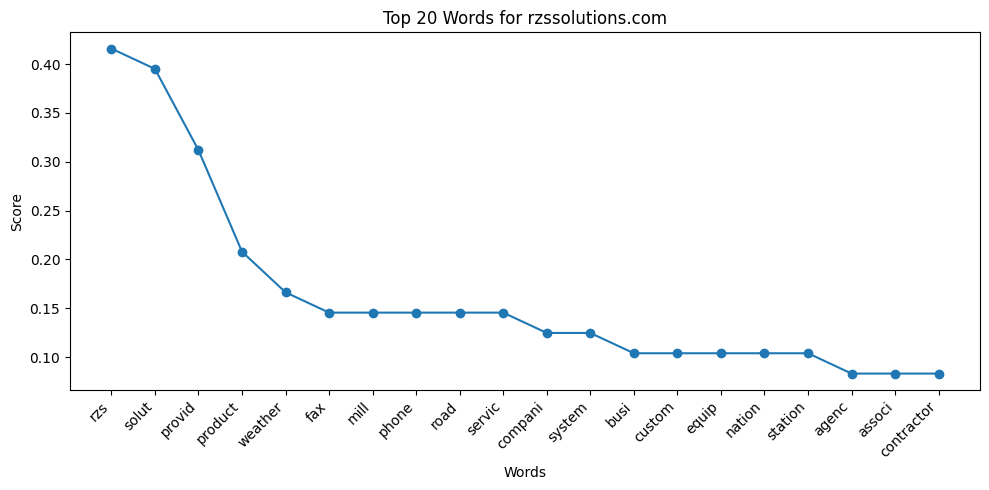 Top 20 Words for rzssolutions.com
Score
0.40
0.35
0.30
0.25
0.20
0.15
0.10
rzs
solut
provid
product
weather
fax
mill
phone
road
servic
compani
system
busi
custom
equip
nation
station
agenc
associ
contractor
Words